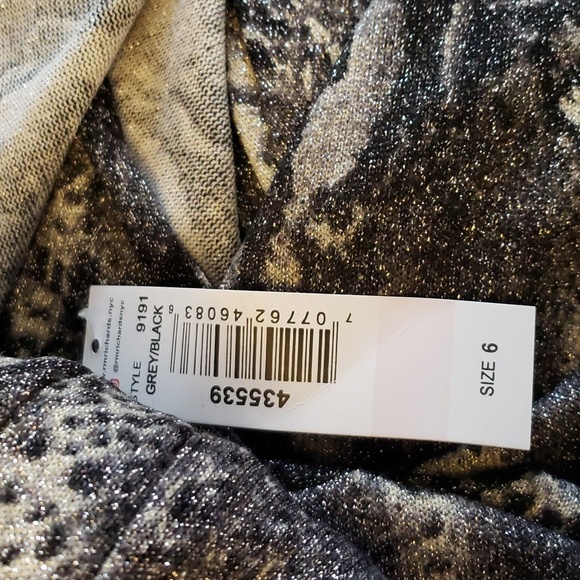 .rmrichards.nyc
@rmrichardsnyc
STYLE 9191
GREY/BLACK
7 07762 46083 6
435539
SIZE 6